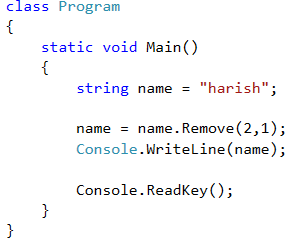 class Program
{
    static void Main()
    {
        string name = "harish";

        name = name.Remove(2,1);
        Console.WriteLine(name);

        Console.ReadKey();
    }
}